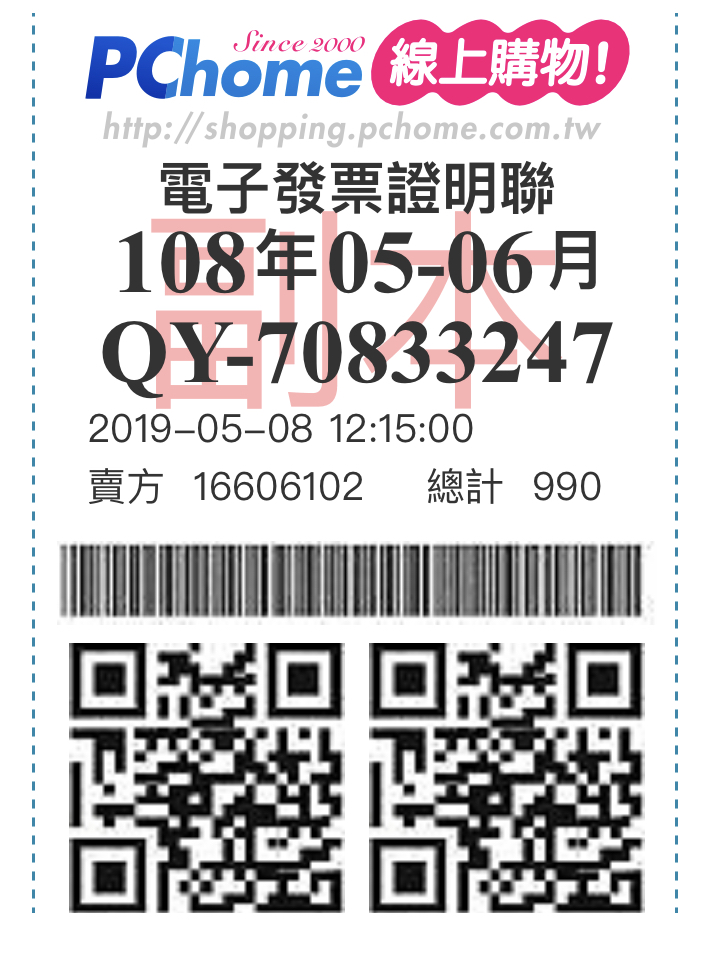 Since 2000
PChome 線上購物!
http://shopping.pchome.com.tw
電子發票證明聯
副本
108年05-06月
QY-70833247
2019-05-08 12:15:00
賣方 16606102 總計 990